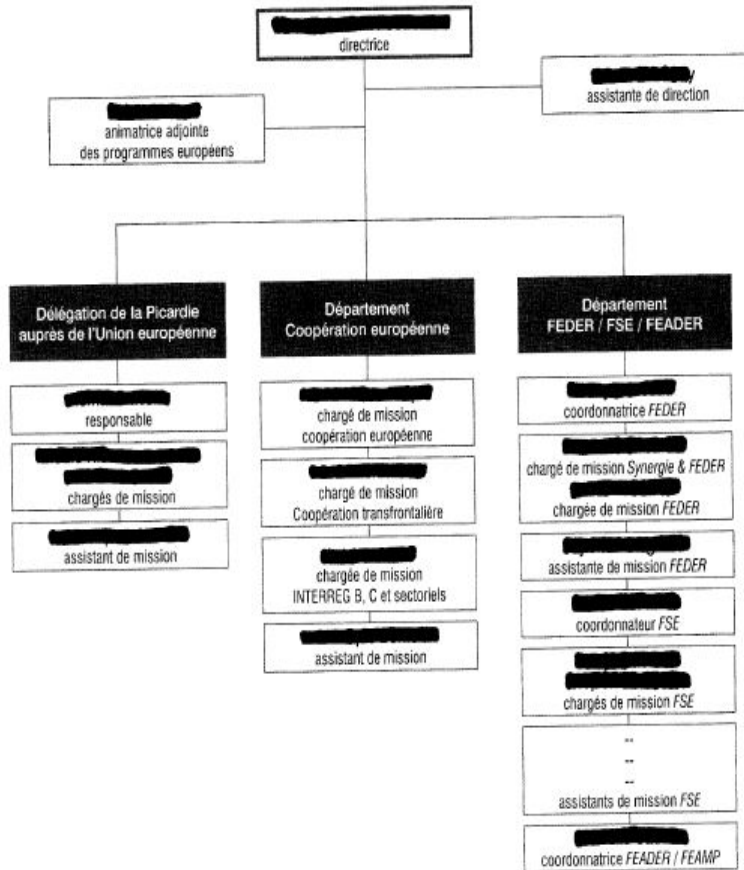 directrice
assistante de direction
animatrice adjointe
des programmes européens
Délégation de la Picardie
auprès de l'Union européenne
responsable
chargés de mission
assistant de mission
Département
Coopération européenne
chargé de mission
coopération européenne
chargé de mission
Coopération transfrontalière
chargée de mission
INTERREG B, C et sectoriels
assistant de mission
Département
FEDER / FSE / FEADER
coordonnatrice FEDER
chargé de mission Synergie & FEDER
chargée de mission FEDER
assistante de mission FEDER
coordonnateur FSE
chargés de mission FSE
--
--
--
assistants de mission FSE
coordonnatrice FEADER / FEAMP